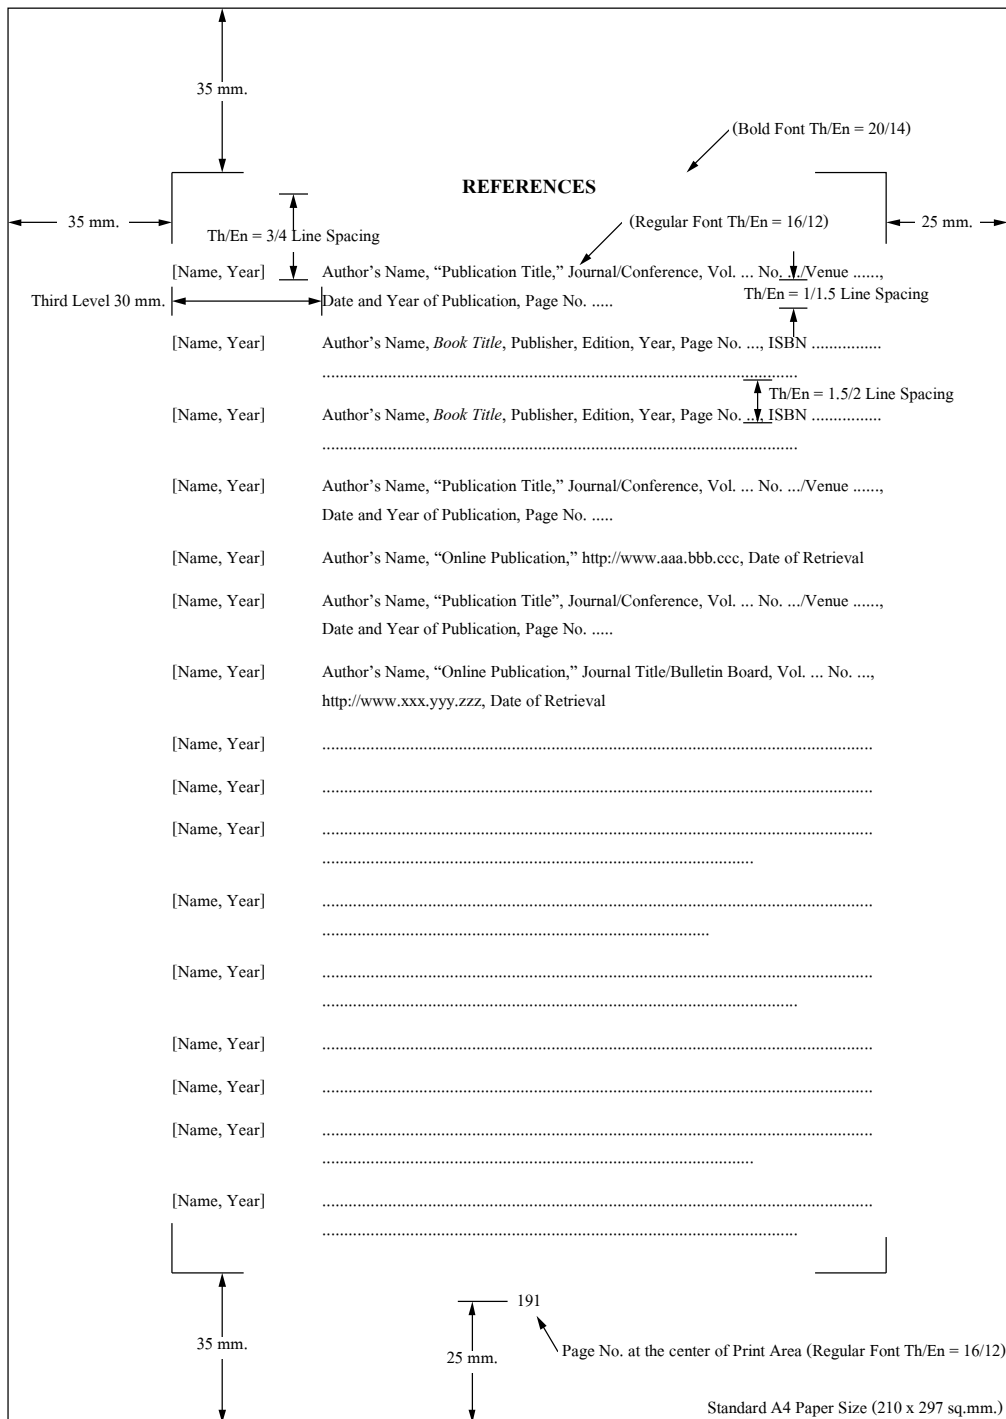 35 mm.
(Bold Font Th/En = 20/14)
REFERENCES
35 mm.
(Regular Font Th/En = 16/12)
25 mm.
Th/En = 3/4 Line Spacing
[Name, Year] Author’s Name, “Publication Title,” Journal/Conference, Vol. ... No. .../Venue ......,
Third Level 30 mm.
Date and Year of Publication, Page No. .....
Th/En = 1/1.5 Line Spacing
[Name, Year] Author’s Name, Book Title, Publisher, Edition, Year, Page No. ..., ISBN ................
............................................................................................................
Th/En = 1.5/2 Line Spacing
[Name, Year] Author’s Name, Book Title, Publisher, Edition, Year, Page No. ..., ISBN ................
............................................................................................................
[Name, Year] Author’s Name, “Publication Title,” Journal/Conference, Vol. ... No. .../Venue ......,
Date and Year of Publication, Page No. .....
[Name, Year] Author’s Name, “Online Publication,” http://www.aaa.bbb.ccc, Date of Retrieval
[Name, Year] Author’s Name, “Publication Title”, Journal/Conference, Vol. ... No. .../Venue ......,
Date and Year of Publication, Page No. .....
[Name, Year] Author’s Name, “Online Publication,” Journal Title/Bulletin Board, Vol. ... No. ...,
http://www.xxx.yyy.zzz, Date of Retrieval
[Name, Year] .............................................................................................................................
[Name, Year] .............................................................................................................................
[Name, Year] .............................................................................................................................
..................................................................................................
[Name, Year] .............................................................................................................................
........................................................................................
[Name, Year] .............................................................................................................................
............................................................................................................
[Name, Year] .............................................................................................................................
[Name, Year] .............................................................................................................................
[Name, Year] .............................................................................................................................
..................................................................................................
[Name, Year] .............................................................................................................................
............................................................................................................
191
35 mm.
25 mm.
Page No. at the center of Print Area (Regular Font Th/En = 16/12)
Standard A4 Paper Size (210 x 297 sq.mm.)